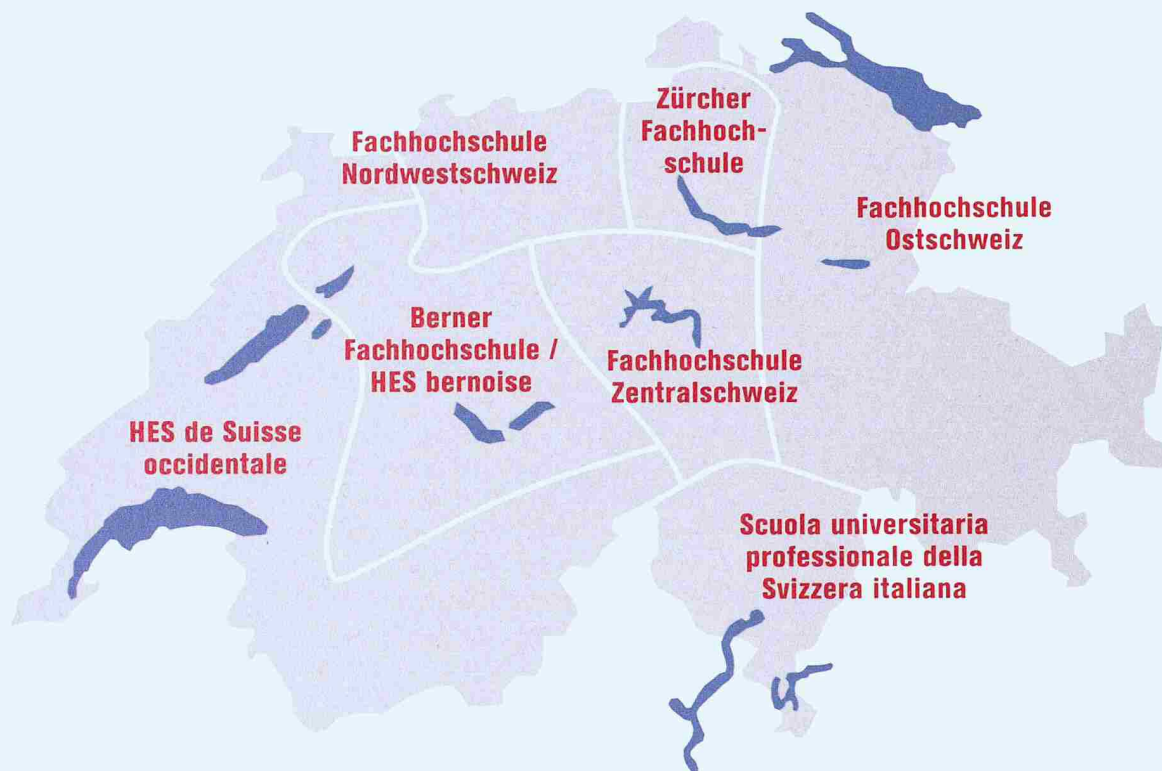 Zürcher
Fachhoch-
schule
Fachhochschule
Nordwestschweiz
Fachhochschule
Ostschweiz
Berner
Fachhochschule /
HES bernoise
Fachhochschule
Zentralschweiz
HES de Suisse
occidentale
Scuola universitaria
professionale della
Svizzera italiana